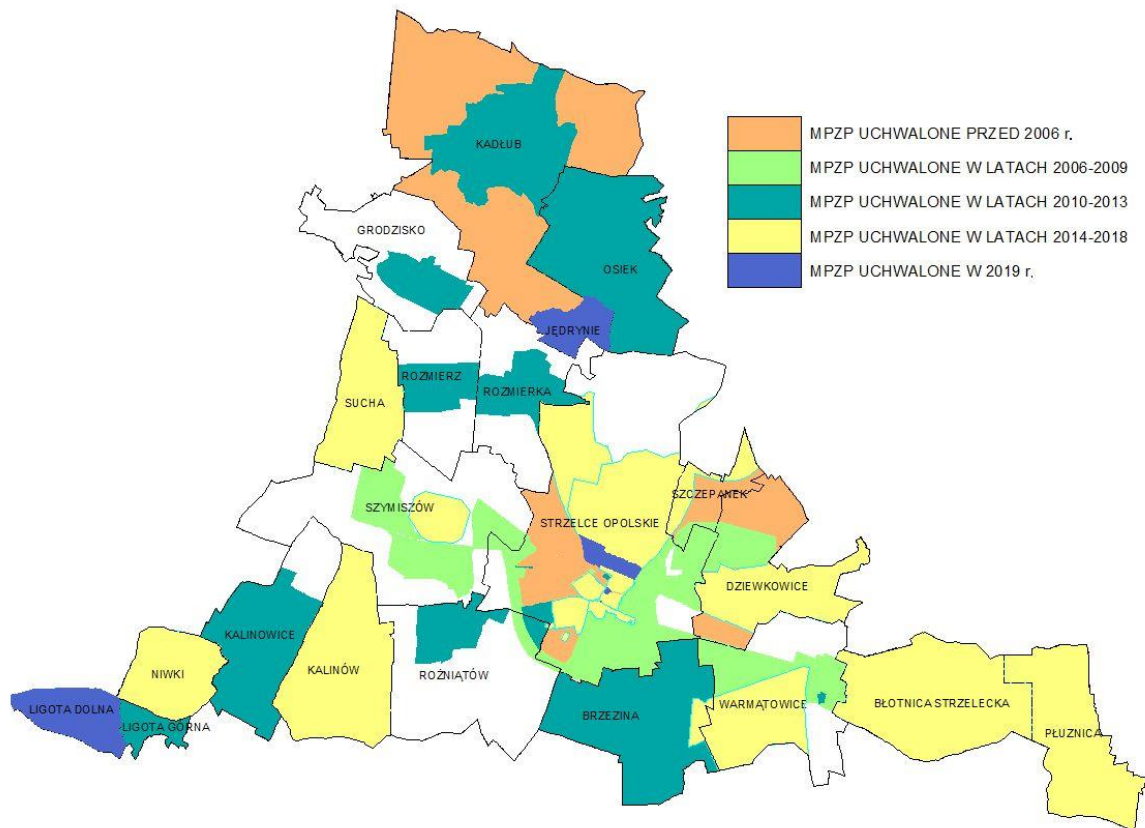 MPZP UCHWALONE PRZED 2006 r.
MPZP UCHWALONE W LATACH 2006-2009
MPZP UCHWALONE W LATACH 2010-2013
MPZP UCHWALONE W LATACH 2014-2018
MPZP UCHWALONE W 2019 r.
KADŁUB
GRODZISKO
OSIEK
JĘDRYNIE
ROZMIERZ
ROZMIERKA
SUCHA
SZCZEPANEK
SZYMISZÓW
STRZELCE OPOLSKIE
DZIEWKOWICE
KALINOWICE
NIWKI
KALINÓW
ROŻNIĄTÓW
LIGOTA DOLNA
LIGOTA GÓRNA
BRZEZINA
WARMĄTOWICE
BŁOTNICA STRZELECKA
PŁUŻNICA